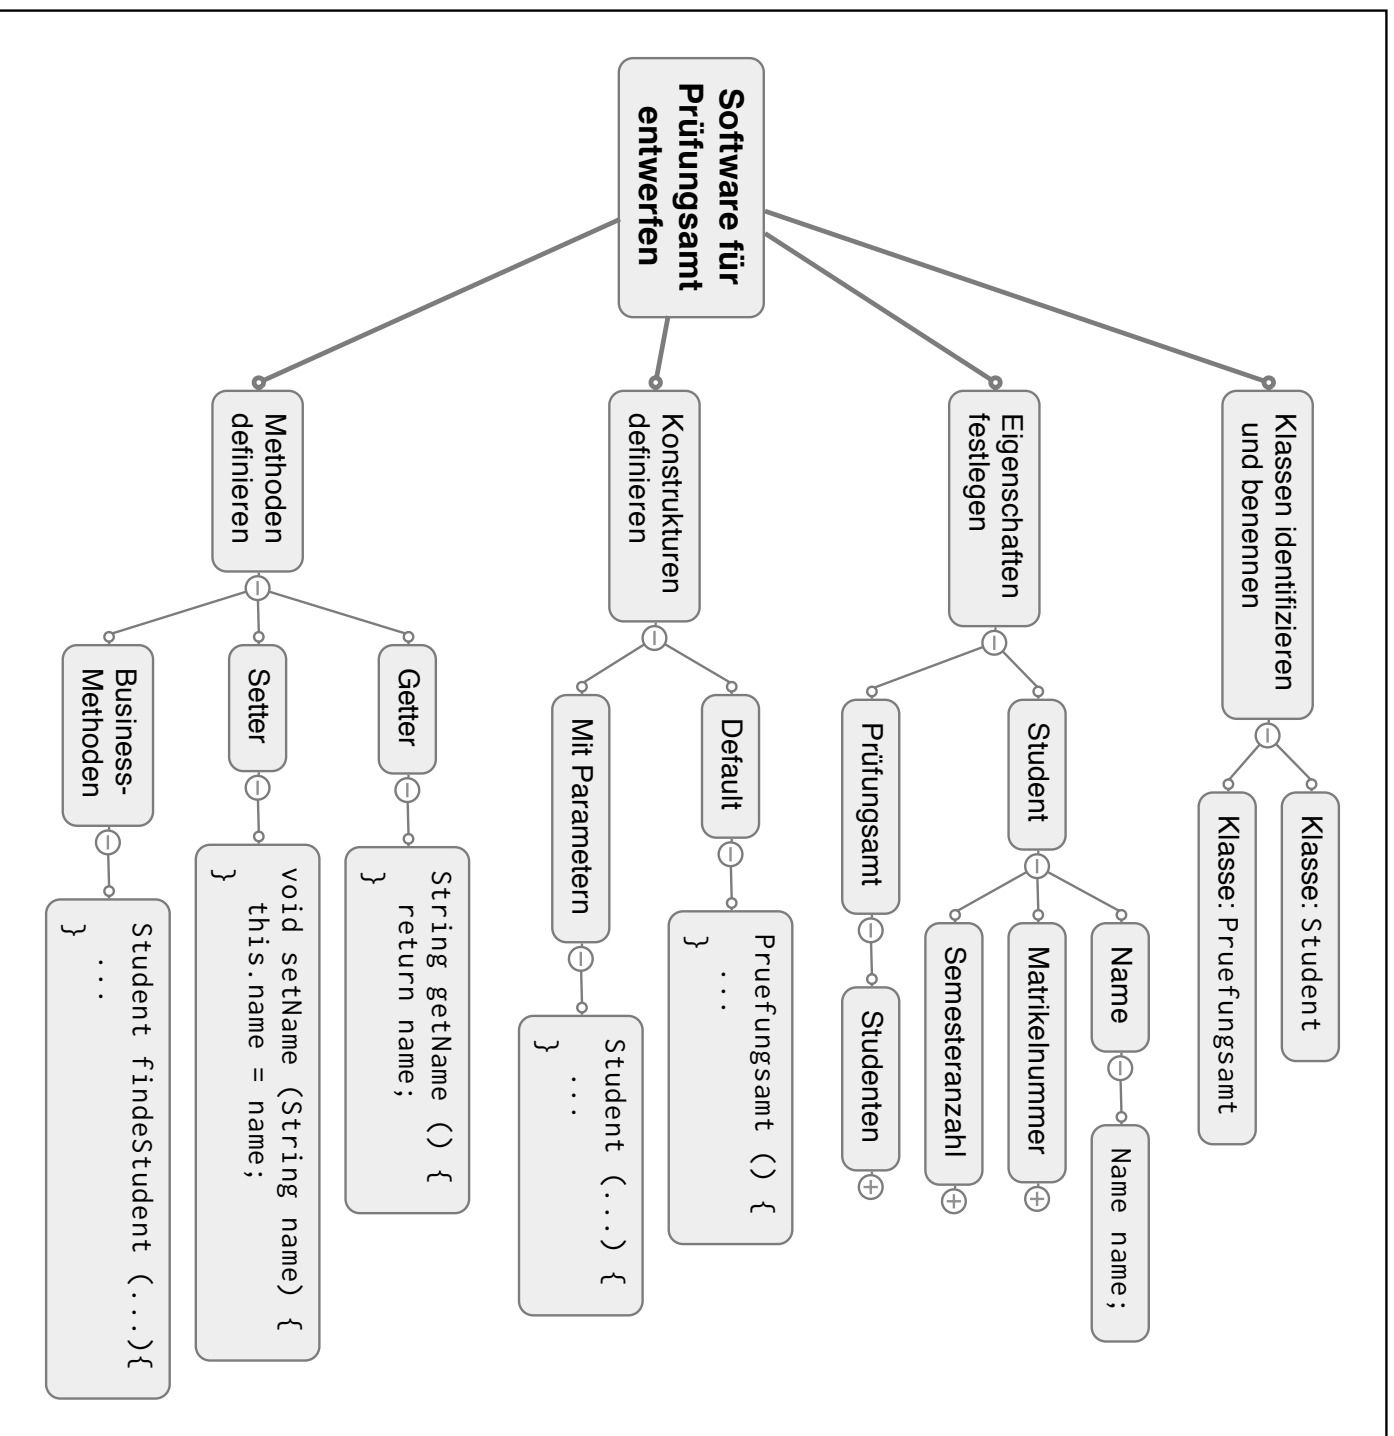 Software für
Prüfungsamt
entwerfen
Klassen identifizieren
und benennen
Klasse: Student
Klasse: Pruefungsamt
Eigenschaften
festlegen
Student
Name
Name name;
Matrikelnummer
Semesteranzahl
Prüfungsamt
Studenten
Konstrukturen
definieren
Default
Pruefungsamt () {
...
}
Mit Parametern
Student (...) {
...
}
Methoden
definieren
Getter
String getName () {
return name;
}
Setter
void setName (String name) {
this.name = name;
}
Business-
Methoden
Student findeStudent (...){
...
}